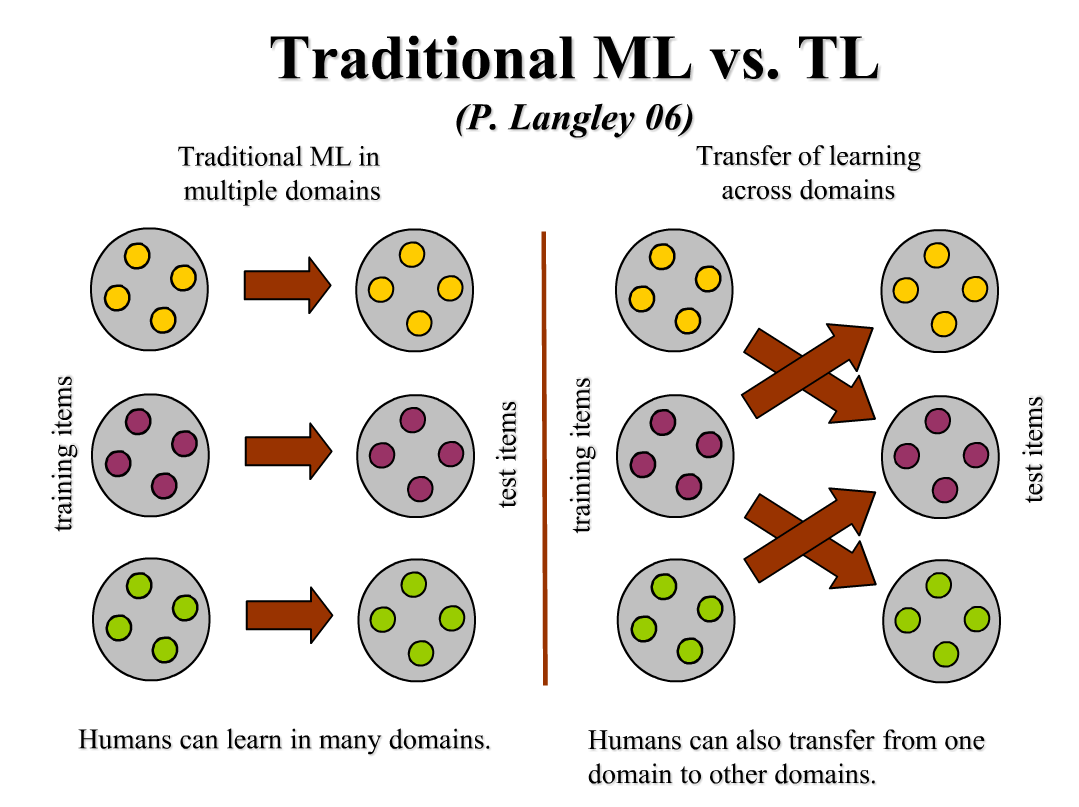 Traditional ML vs. TL
(P. Langley 06)
Traditional ML in
multiple domains
training items
test items
Humans can learn in many domains.
Transfer of learning
across domains
training items
test items
Humans can also transfer from one
domain to other domains.